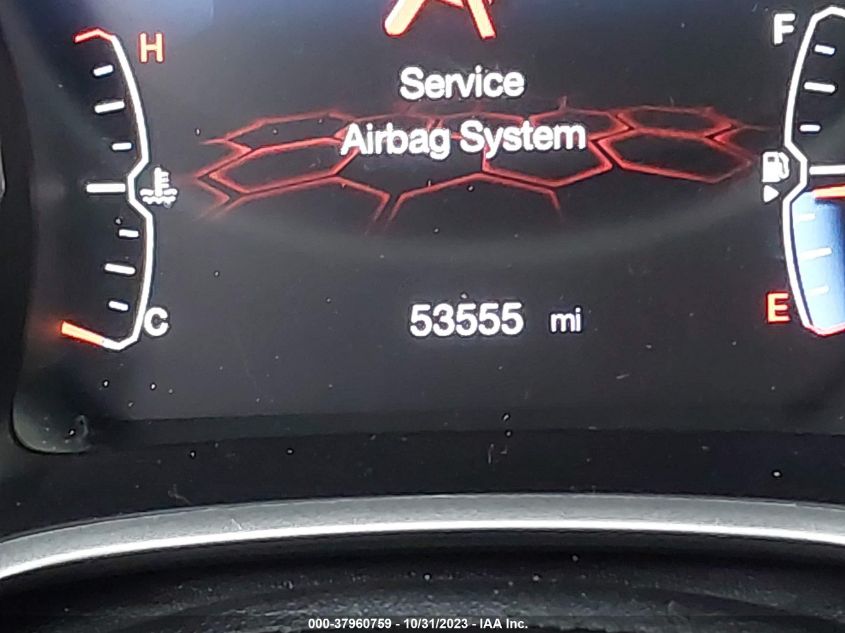 H
F
Service
Airbag System
53555 mi
C
E
000-37960759 - 10/31/2023 - IAA Inc.